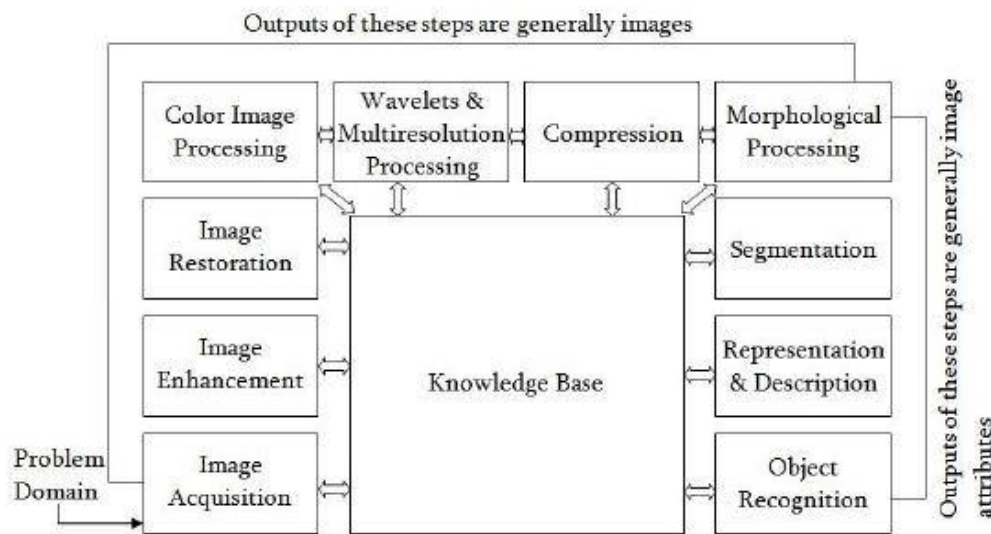 Outputs of these steps are generally images
Color Image
Processing
Wavelets &
Multiresolution
Processing
Compression
Morphological
Processing
Image
Restoration
Segmentation
Image
Enhancement
Knowledge Base
Representation
& Description
Problem
Domain
Image
Acquisition
Object
Recognition
Outputs of these steps are generally image
attributes